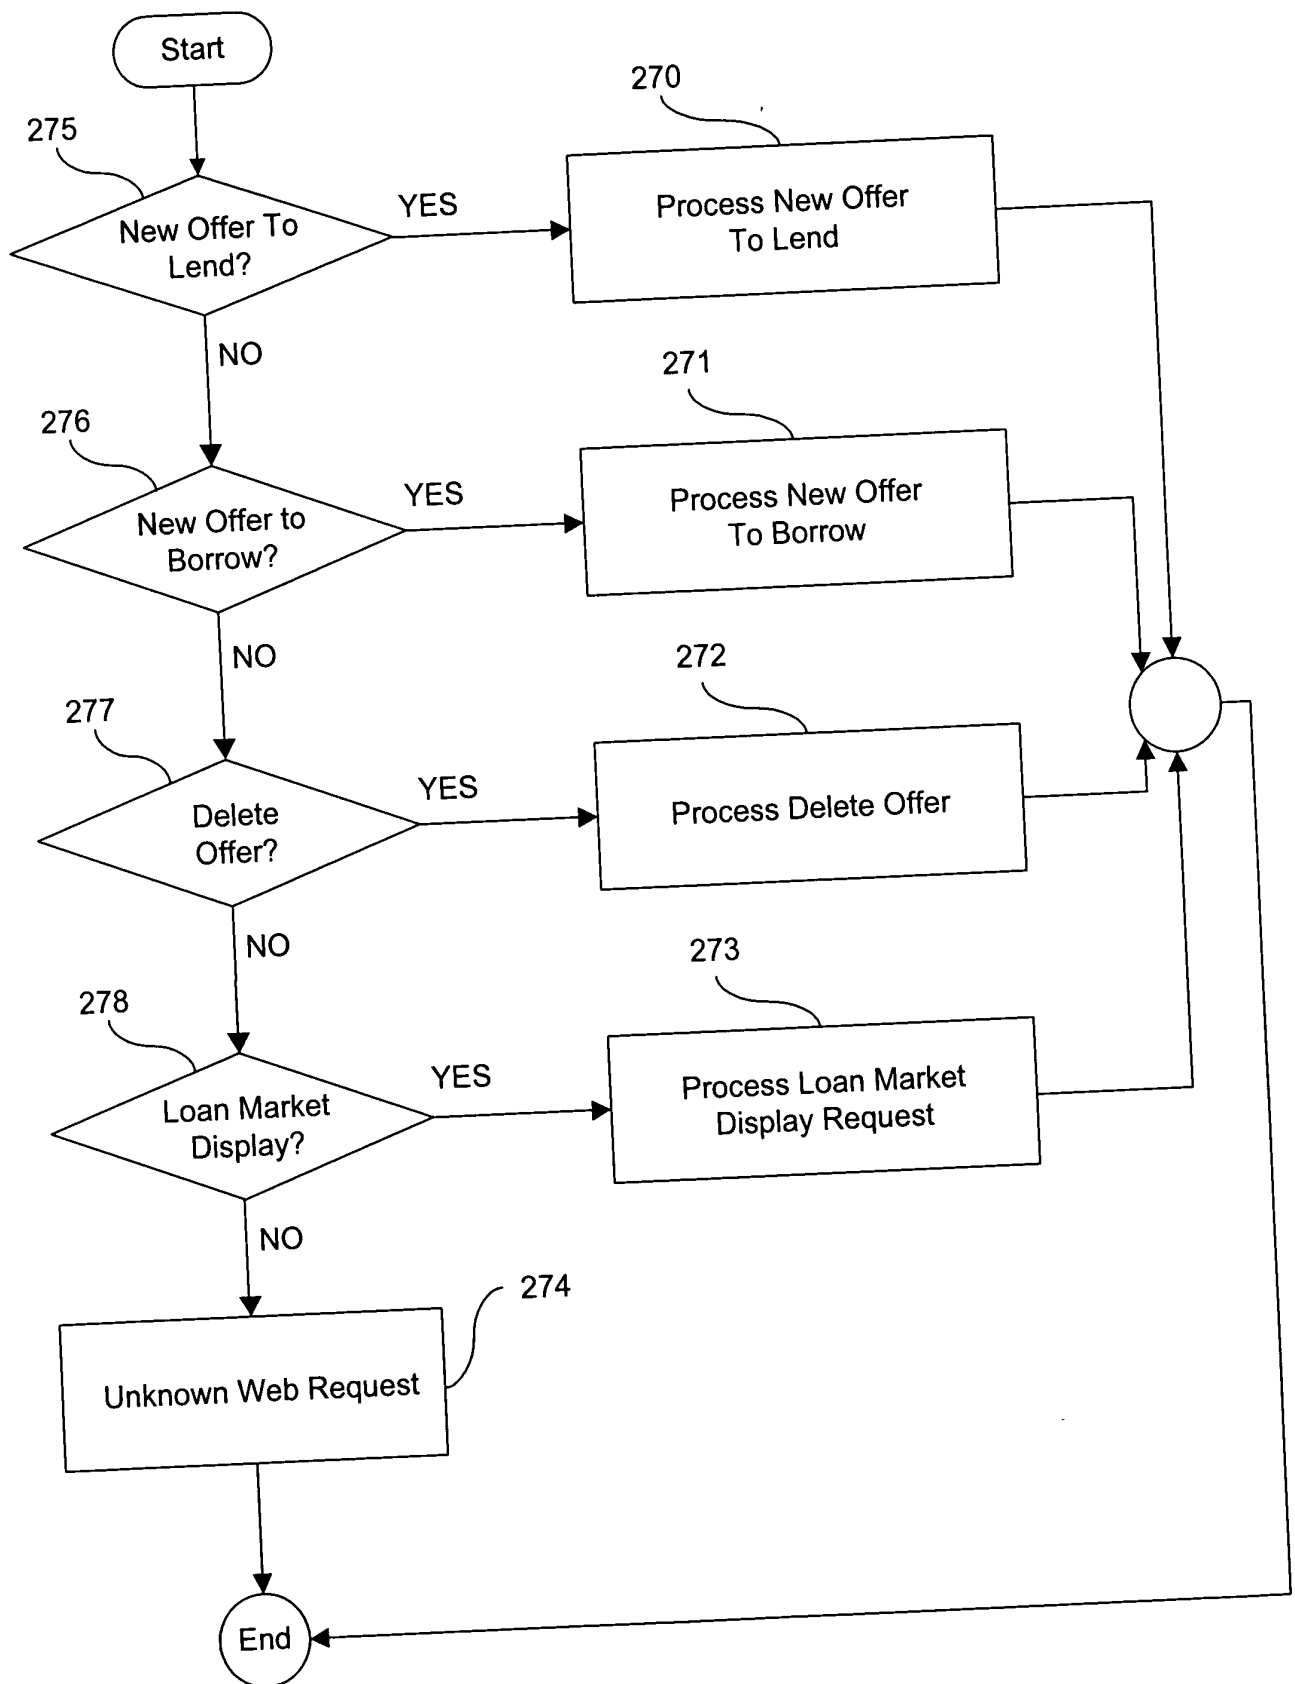 Start
270
275
YES
New Offer To
Lend?
Process New Offer
To Lend
NO
271
276
YES
New Offer to
Borrow?
Process New Offer
To Borrow
NO
272
277
YES
Delete
Offer?
Process Delete Offer
NO
273
278
YES
Loan Market
Display?
Process Loan Market
Display Request
NO
274
Unknown Web Request
End